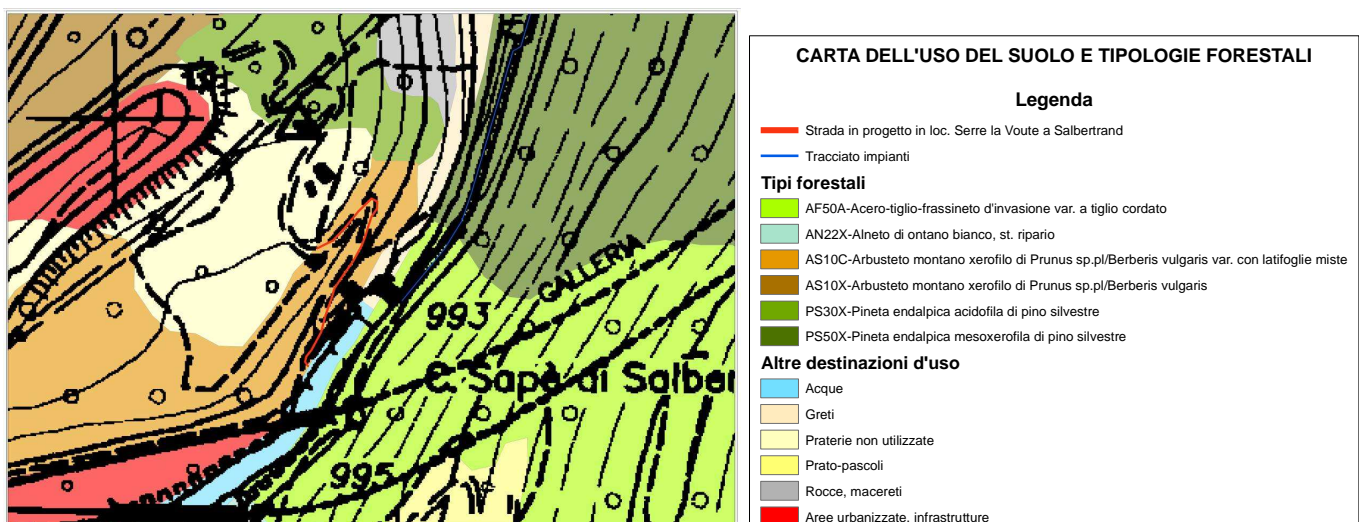 GALLERIA
993
C. Sapè di Salber
995
CARTA DELL'USO DEL SUOLO E TIPOLOGIE FORESTALI
Legenda
Strada in progetto in loc. Serre la Voute a Salbertrand
Tracciato impianti
Tipi forestali
AF50A-Acero-tiglio-frassineto d'invasione var. a tiglio cordato
AN22X-Alneto di ontano bianco, st. ripario
AS10C-Arbusteto montano xerofilo di Prunus sp.pl/Berberis vulgaris var. con latifoglie miste
AS10X-Arbusteto montano xerofilo di Prunus sp.pl/Berberis vulgaris
PS30X-Pineta endalpica acidofila di pino silvestre
PS50X-Pineta endalpica mesoxerofila di pino silvestre
Altre destinazioni d'uso
Acque
Greti
Praterie non utilizzate
Prato-pascoli
Rocce, macereti
Aree urbanizzate, infrastrutture